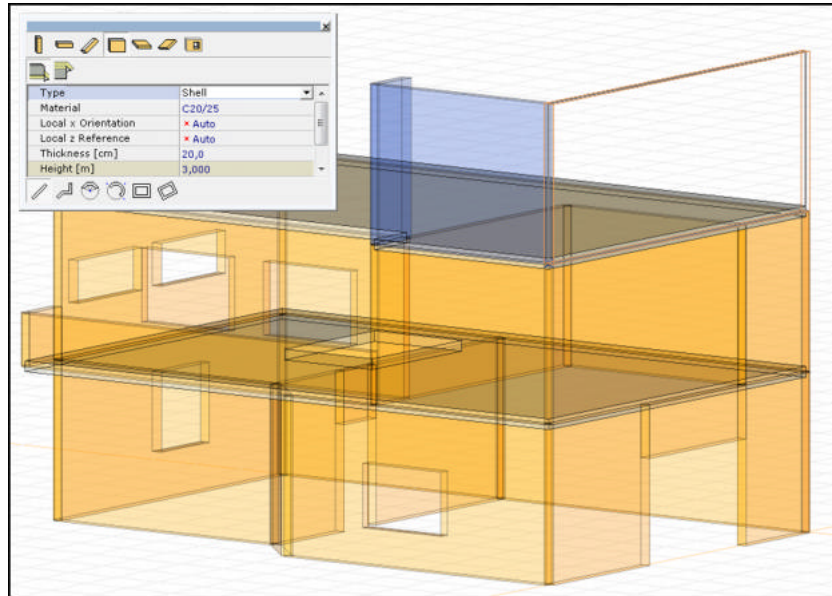 Type Shell
Material C20/25
Local x Orientation × Auto
Local z Reference × Auto
Thickness [cm] 20,0
Height [m] 3,000